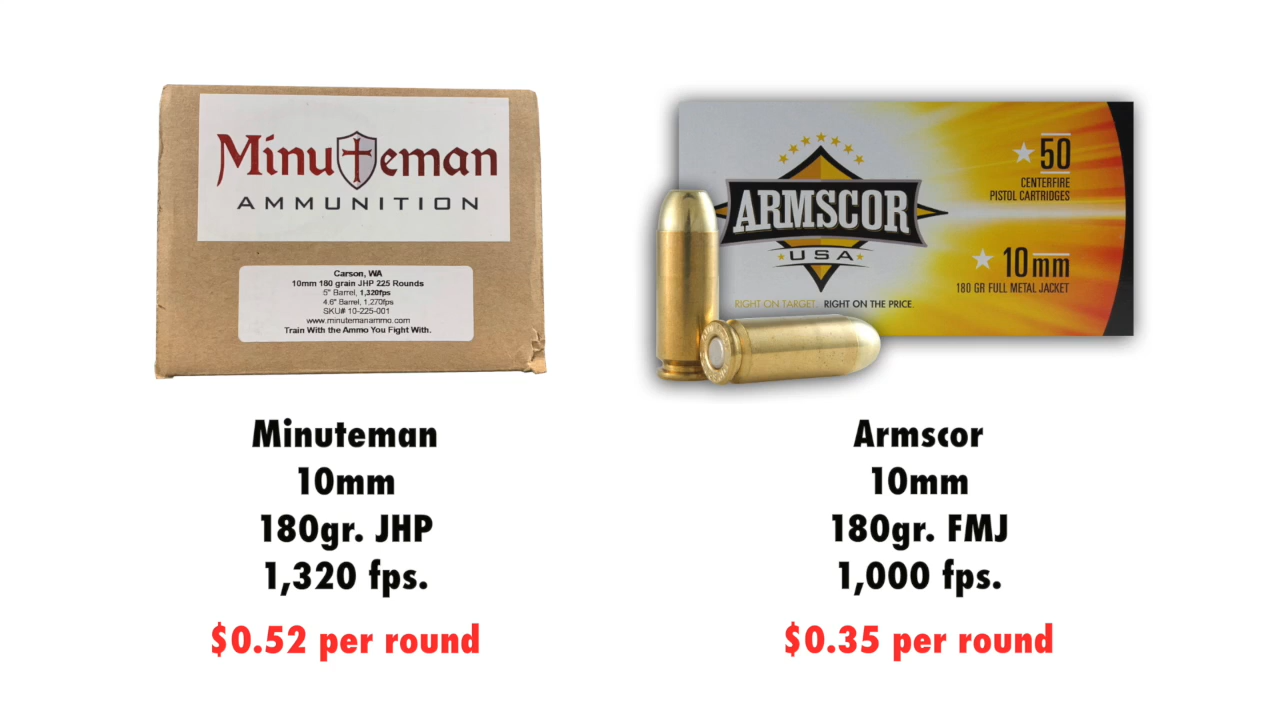 Minuteman
AMMUNITION
Carson, WA
10mm 180 grain JHP 225 Rounds
5" Barrel, 1,320fps
4.6" Barrel, 1,270fps
SKU# 10-225-001
www.minutemanammo.com
Train With the Ammo You Fight With.
Minuteman
10mm
180gr. JHP
1,320 fps.
$0.52 per round
50
CENTERFIRE
PISTOL CARTRIDGES
ARMSCOR
USA
10mm
180 GR FULL METAL JACKET
RIGHT ON TARGET. RIGHT ON THE PRICE.
Armscor
10mm
180gr. FMJ
1,000 fps.
$0.35 per round